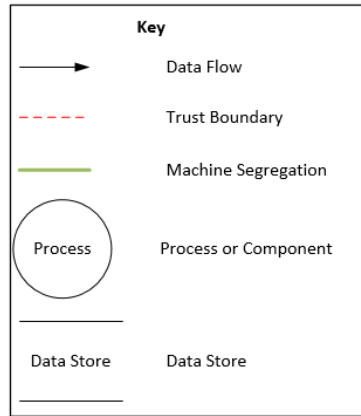 Key
Data Flow
Trust Boundary
Machine Segregation
Process Process or Component
Data Store Data Store